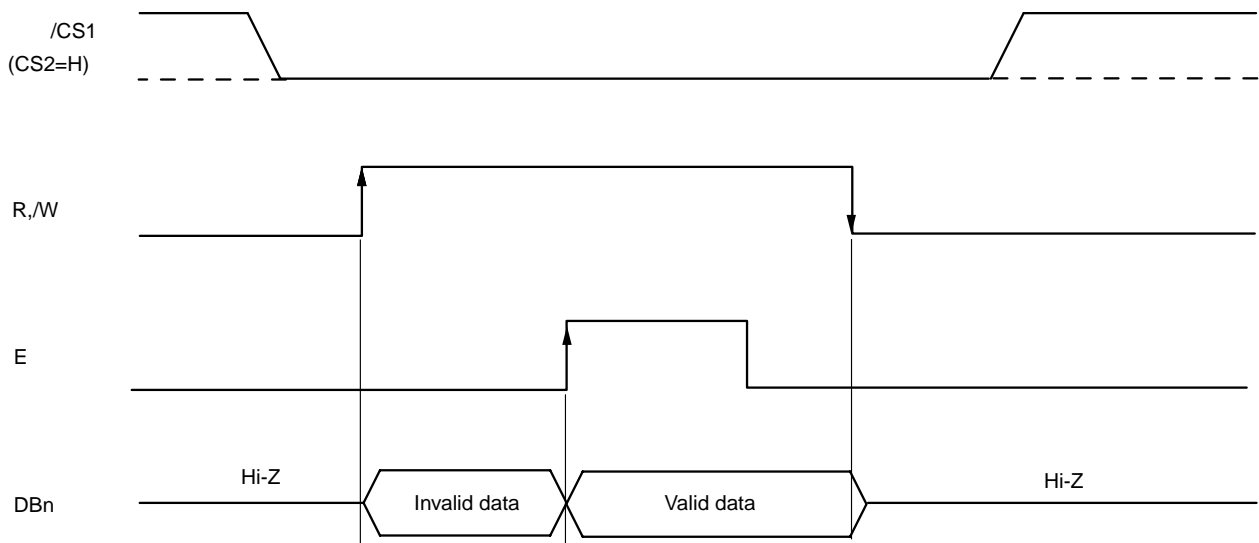 /CS1
(CS2=H)
R,/W
E
Hi-Z
Hi-Z
DBn
Invalid data
Valid data